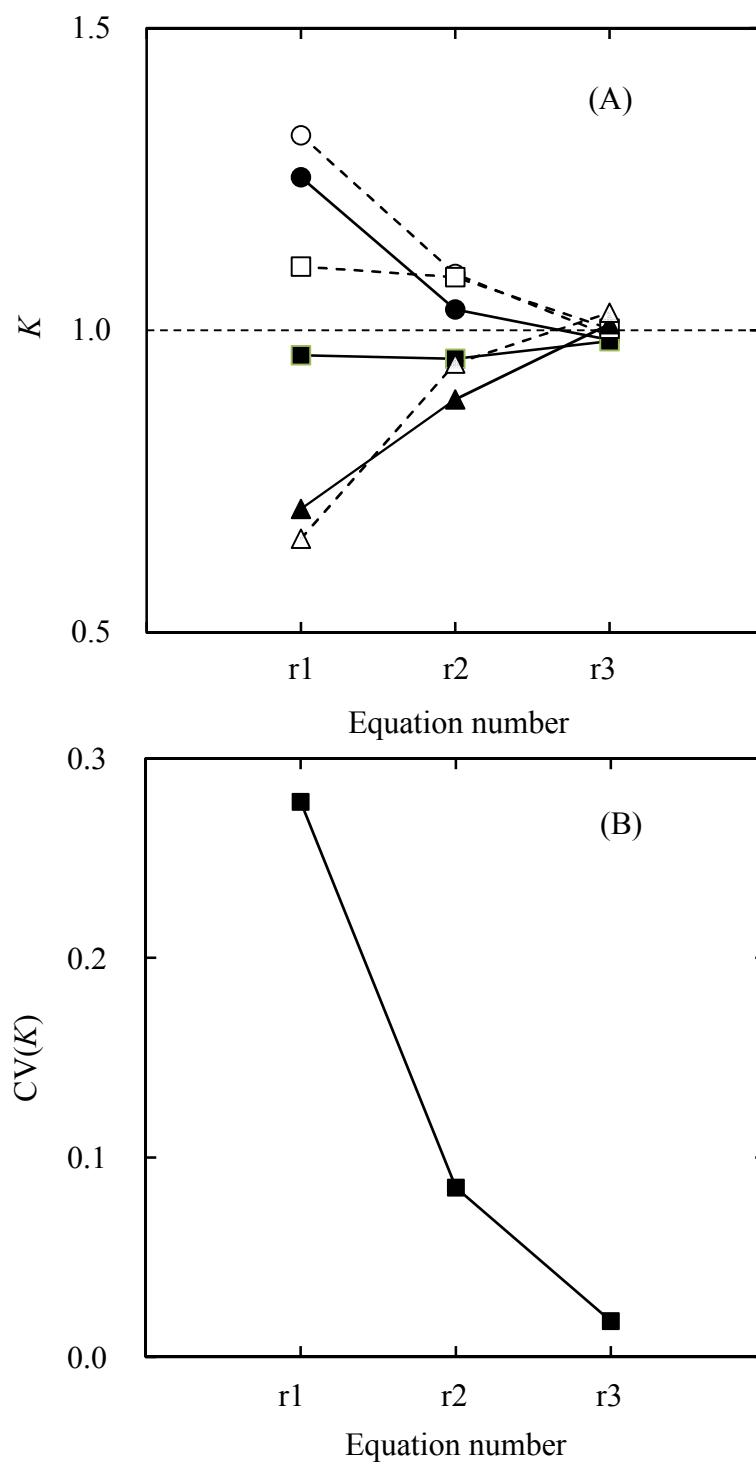 1.5
(A)
K
1.0
0.5
r1 r2 r3
Equation number
0.3
(B)
0.2
CV(K)
0.1
0.0
r1 r2 r3
Equation number